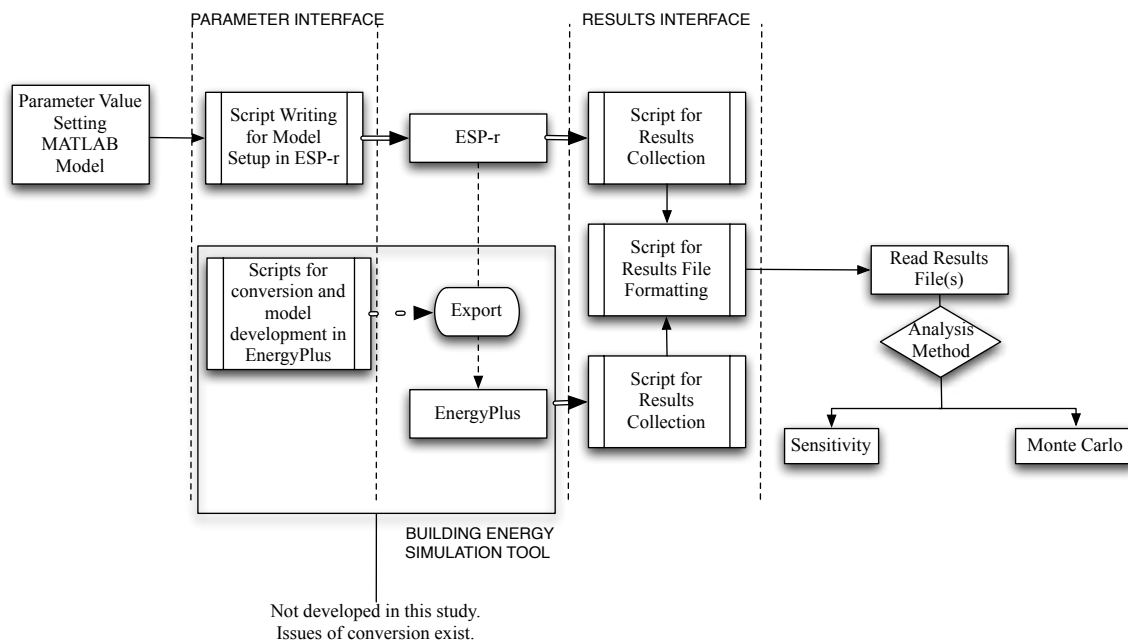 PARAMETER INTERFACE
RESULTS INTERFACE
Parameter Value
Setting
MATLAB
Model
Script Writing
for Model
Setup in ESP-r
ESP-r
Script for
Results
Collection
Scripts for
conversion and
model
development in
EnergyPlus
Export
EnergyPlus
Script for
Results File
Formatting
Script for
Results
Collection
Read Results
File(s)
Analysis
Method
Sensitivity
Monte Carlo
BUILDING ENERGY
SIMULATION TOOL
Not developed in this study.
Issues of conversion exist.